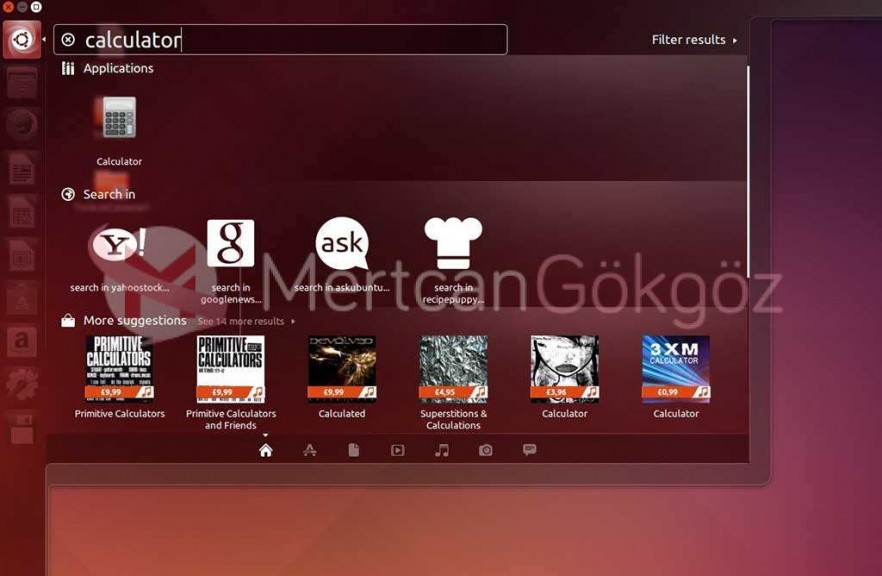 calculator
Filter results
Applications
Calculator
Search in
Y!
g
ask
search in yahoostock...
search in
googlenews...
search in askubuntu...
search in
recipepuppy...
MertcanGökgöz
More suggestions
See 14 more results
PRIMITIVE
CALCULATORS
£9,99
Primitive Calculators
PRIMITIVE
CALCULATORS
£9,99
Primitive Calculators
and Friends
£9,99
Calculated
£4,95
Superstitions &
Calculations
£3,96
Calculator
3XM
CALCULATOR
£0,99
Calculator
a